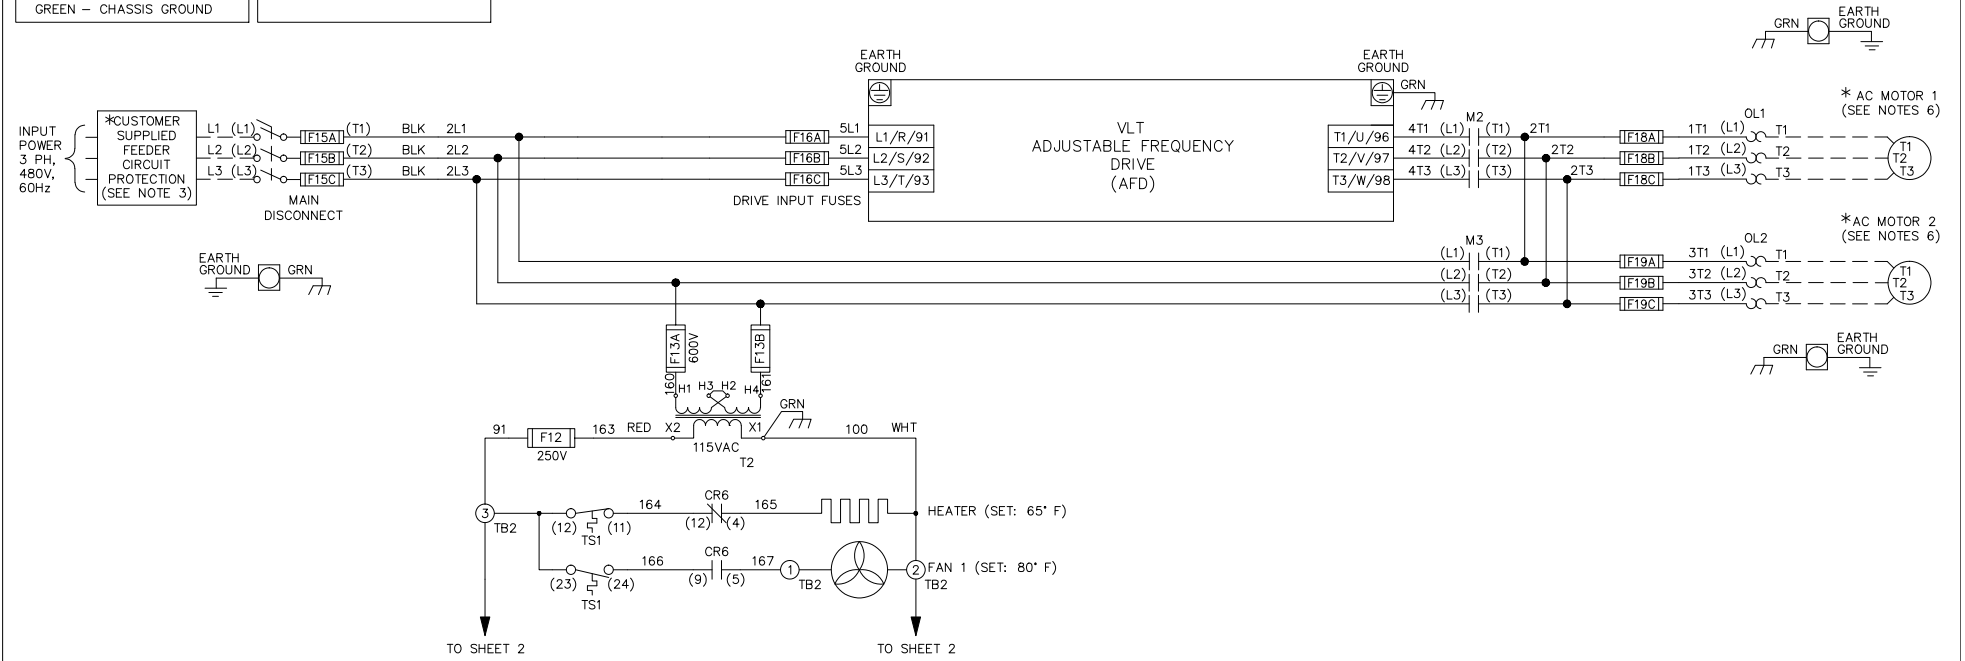 GREEN – CHASSIS GROUND
GRN
EARTH
GROUND
INPUT
POWER
3 PH,
480V,
60Hz
*CUSTOMER
SUPPLIED
FEEDER
CIRCUIT
PROTECTION
(SEE NOTE 3)
L1 (L1) F15A (T1) BLK 2L1
L2 (L2) F15B (T2) BLK 2L2
L3 (L3) F15C (T3) BLK 2L3
MAIN
DISCONNECT
F16A 5L1
F16B 5L2
F16C 5L3
DRIVE INPUT FUSES
EARTH
GROUND
L1/R/91
L2/S/92
L3/T/93
VLT
ADJUSTABLE FREQUENCY
DRIVE
(AFD)
EARTH
GROUND
GRN
T1/U/96
T2/V/97
T3/W/98
M2
4T1 (L1) (T1) 2T1
4T2 (L2) (T2) 2T2
4T3 (L3) (T3) 2T3
OL1
F18A 1T1 (L1) T1
F18B 1T2 (L2) T2
F18C 1T3 (L3) T3
* AC MOTOR 1
(SEE NOTES 6)
T1
T2
T3
EARTH
GROUND GRN
M3
(L1) (T1)
(L2) (T2)
(L3) (T3)
OL2
F19A 3T1 (L1) T1
F19B 3T2 (L2) T2
F19C 3T3 (L3) T3
*AC MOTOR 2
(SEE NOTES 6)
T1
T2
T3
GRN
EARTH
GROUND
F13A
600V
F13B
160
H1 H3 H2 H4
161
GRN
91 F12 163 RED X2 X1 100 WHT
250V
115VAC
T2
3
TB2
(12) (11)
TS1
164
CR6
(12) (4)
165
HEATER (SET: 65° F)
(23) (24)
TS1
166
CR6
(9) (5)
167
1
TB2
2
TB2
FAN 1 (SET: 80° F)
TO SHEET 2
TO SHEET 2